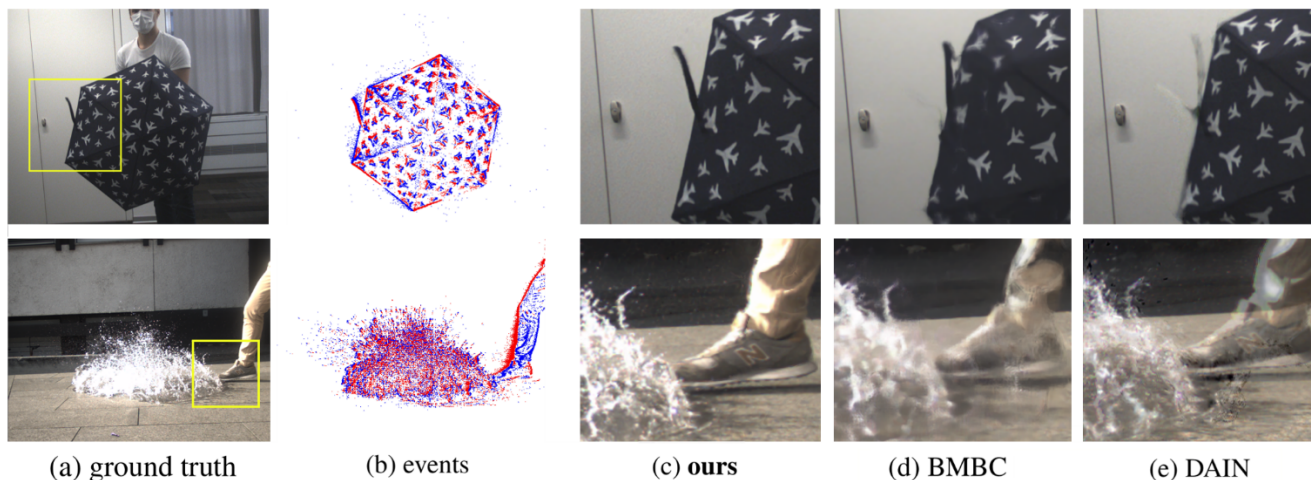 N
(a) ground truth
(b) events
(c) ours
(d) BMBC
(e) DAIN